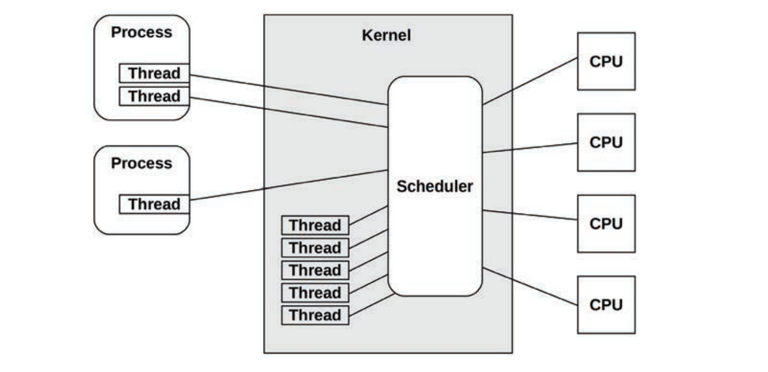 Process
Thread
Thread
Process
Thread
Kernel
Thread
Thread
Thread
Thread
Thread
Scheduler
CPU
CPU
CPU
CPU